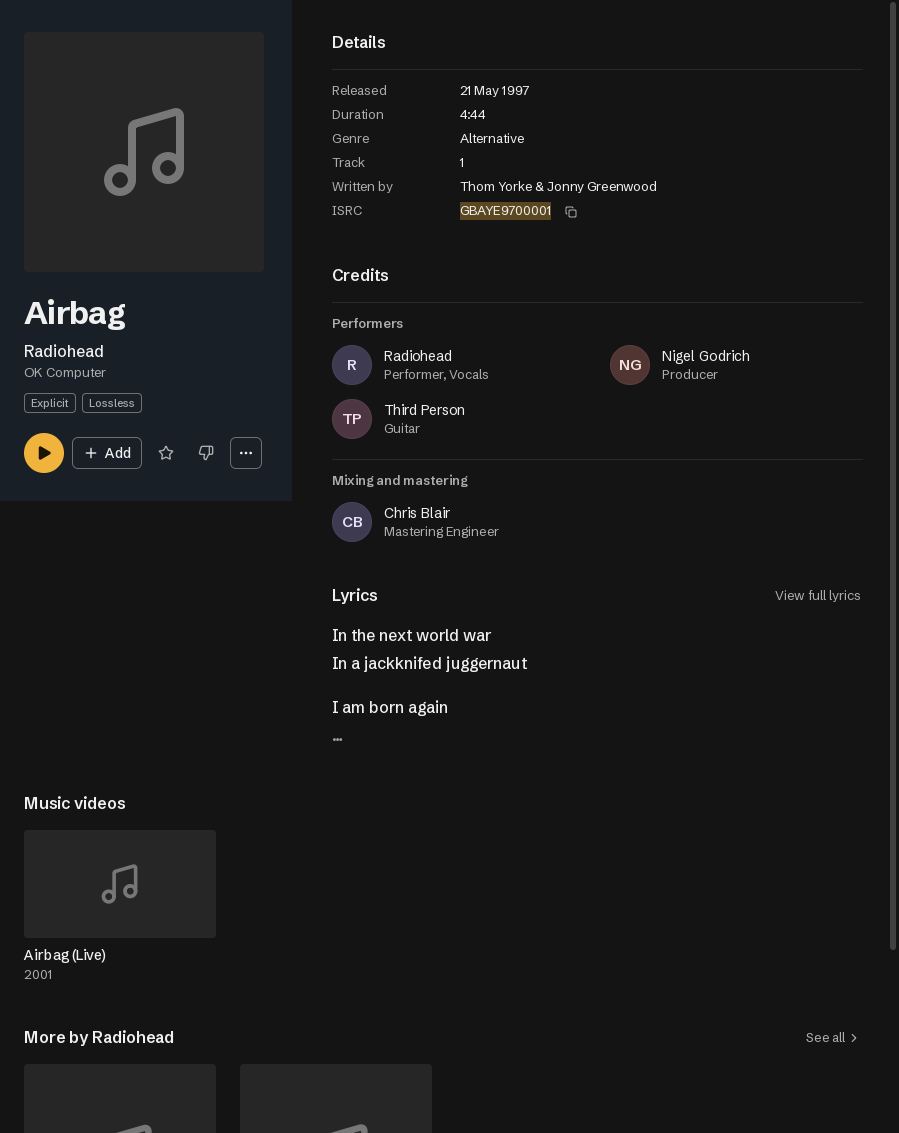 Airbag
Radiohead
OK Computer
Explicit
Lossless
Add
Details
Released 21 May 1997
Duration 4:44
Genre Alternative
Track 1
Written by Thom Yorke & Jonny Greenwood
ISRC GBAYE9700001
Credits
Performers
R
Radiohead
Performer, Vocals
NG
Nigel Godrich
Producer
TP
Third Person
Guitar
Mixing and mastering
CB
Chris Blair
Mastering Engineer
Lyrics
View full lyrics
In the next world war
In a jackknifed juggernaut
I am born again
…
Music videos
Airbag (Live)
2001
More by Radiohead
See all